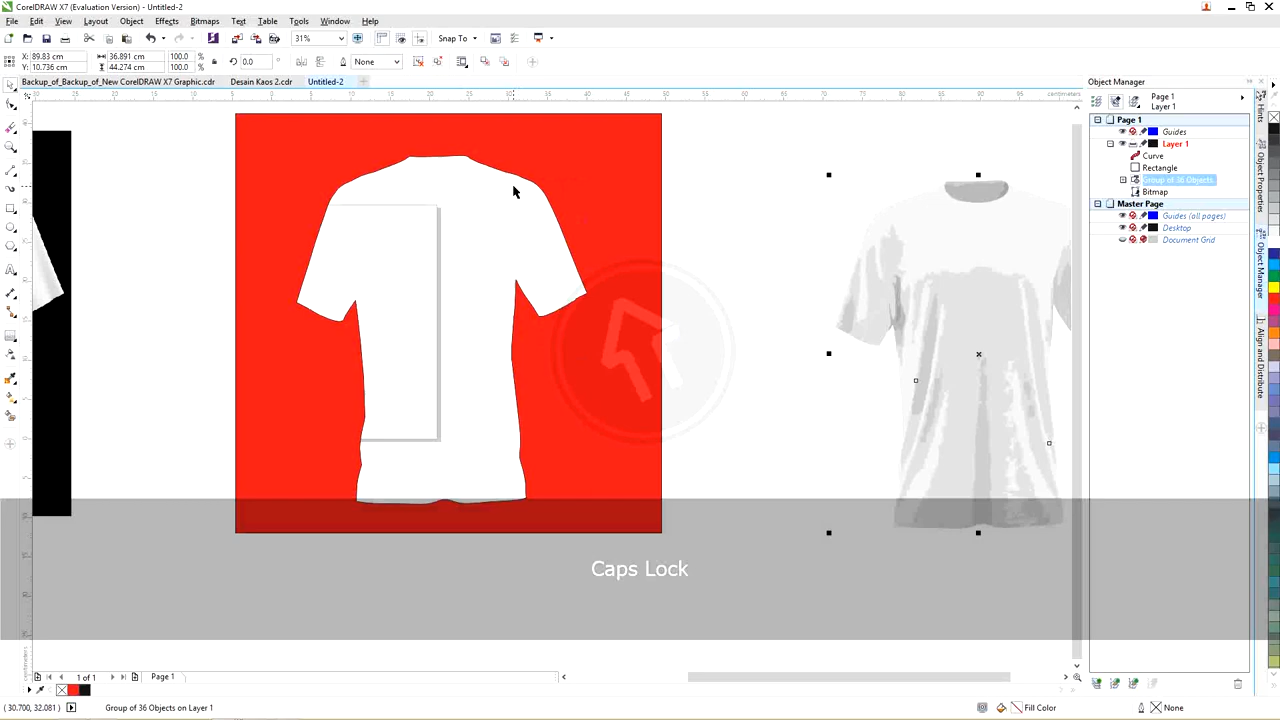 CorelDRAW X7 (Evaluation Version) - Untitled-2
File Edit View Layout Object Effects Bitmaps Text Table Tools Window Help
31% Snap To
X: 89.83 cm 36.891 cm 100.0 %
Y: 10.736 cm 44.274 cm 100.0 %
0.0 ° None
Backup_of_Backup_of_New CorelDRAW X7 Graphic.cdr Desain Kaos 2.cdr Untitled-2
centimeters
Object Manager
Page 1
Layer 1
Page 1
Guides
Layer 1
Curve
Rectangle
Group of 36 Objects
Bitmap
Master Page
Guides (all pages)
Desktop
Document Grid
Hints
Object Properties
Object Manager
Align and Distribute
Caps Lock
1 of 1 Page 1
( 30.700, 32.081 ) Group of 36 Objects on Layer 1 Fill Color None